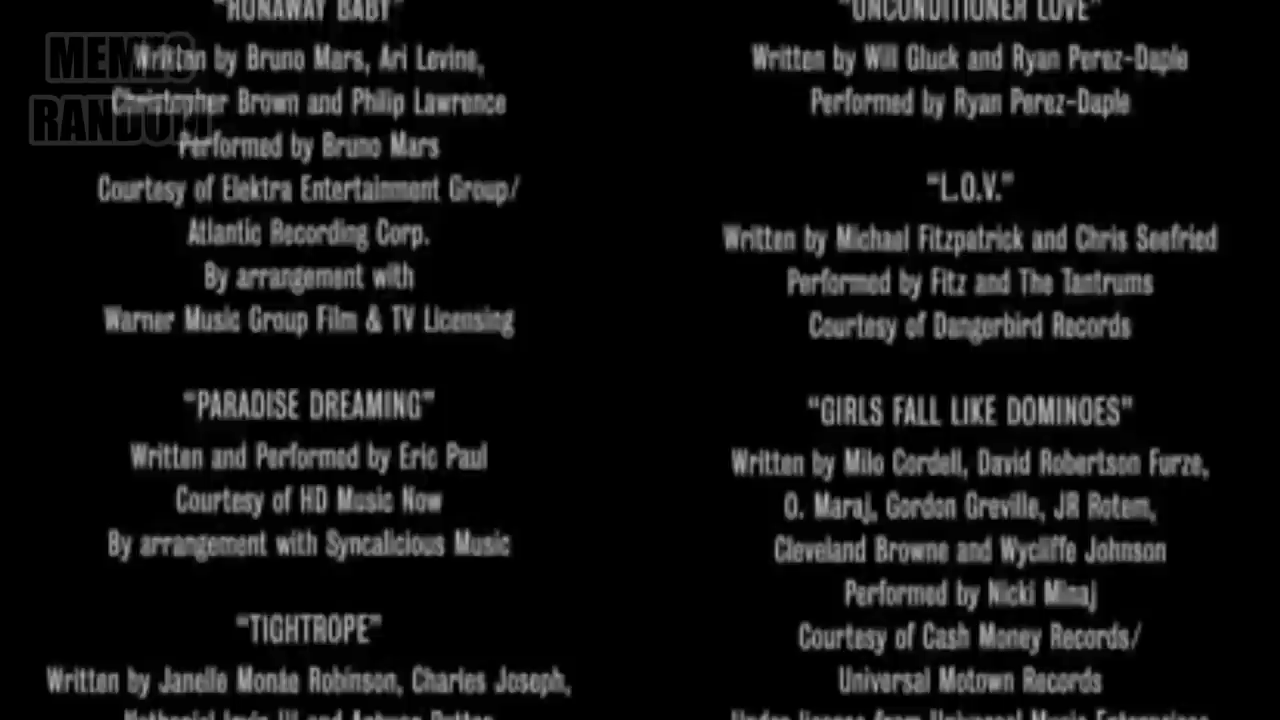 "RUNAWAY BABY"
Written by Bruno Mars, Ari Levine,
Christopher Brown and Philip Lawrence
Performed by Bruno Mars
Courtesy of Elektra Entertainment Group/
Atlantic Recording Corp.
By arrangement with
Warner Music Group Film & TV Licensing
"PARADISE DREAMING"
Written and Performed by Eric Paul
Courtesy of HD Music Now
By arrangement with Syncalicious Music
"TIGHTROPE"
Written by Janelle Monáe Robinson, Charles Joseph,
"UNCONDITIONER LOVE"
Written by Will Gluck and Ryan Perez-Daple
Performed by Ryan Perez-Daple
"L.O.V."
Written by Michael Fitzpatrick and Chris Seefried
Performed by Fitz and The Tantrums
Courtesy of Dangerbird Records
"GIRLS FALL LIKE DOMINOES"
Written by Milo Cordell, David Robertson Furze,
O. Maraj, Gordon Greville, JR Rotem,
Cleveland Browne and Wycliffe Johnson
Performed by Nicki Minaj
Courtesy of Cash Money Records/
Universal Motown Records